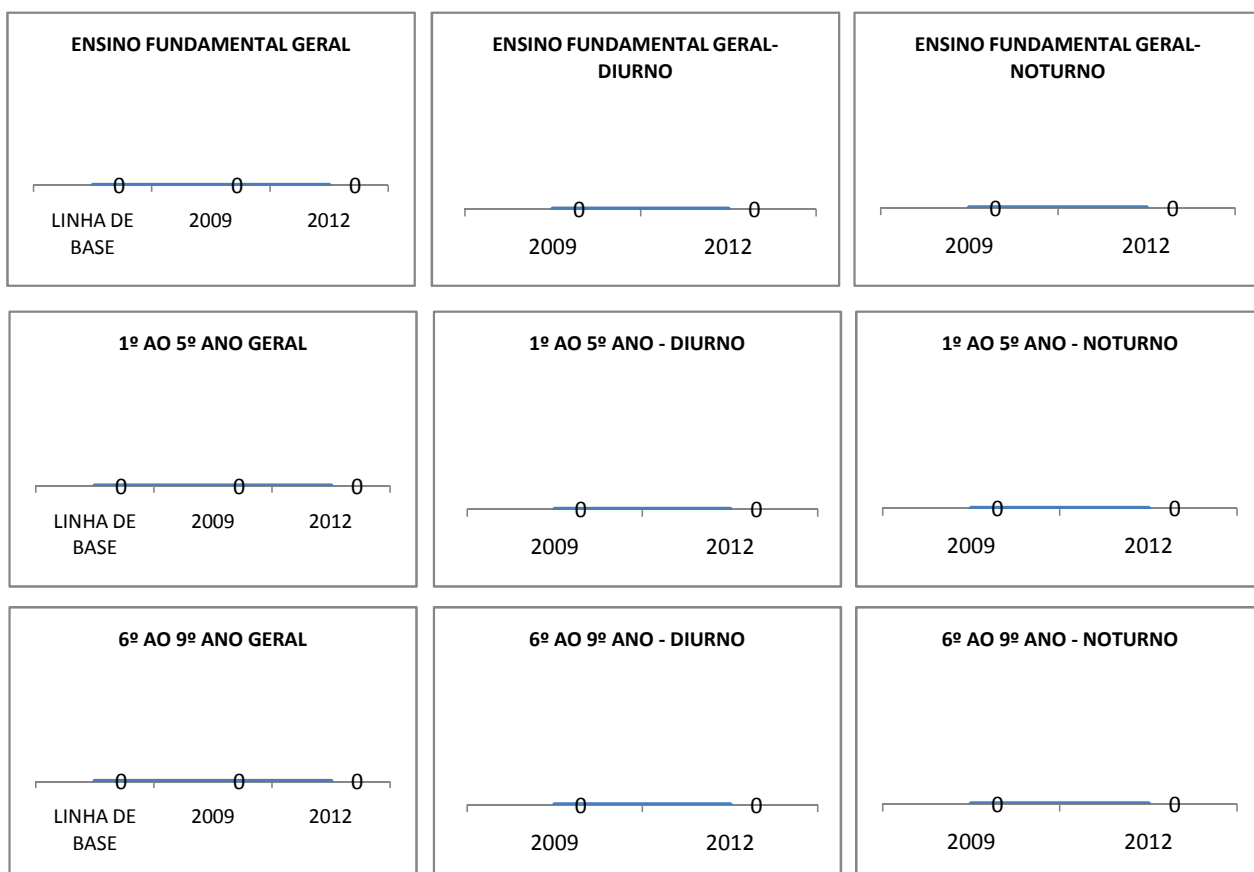 ENSINO FUNDAMENTAL GERAL
0 0 0
LINHA DE BASE 2009 2012
ENSINO FUNDAMENTAL GERAL-
DIURNO
0 0
2009 2012
ENSINO FUNDAMENTAL GERAL-
NOTURNO
0 0
2009 2012
1º AO 5º ANO GERAL
0 0 0
LINHA DE BASE 2009 2012
1º AO 5º ANO - DIURNO
0 0
2009 2012
1º AO 5º ANO - NOTURNO
0 0
2009 2012
6º AO 9º ANO GERAL
0 0 0
LINHA DE BASE 2009 2012
6º AO 9º ANO - DIURNO
0 0
2009 2012
6º AO 9º ANO - NOTURNO
0 0
2009 2012